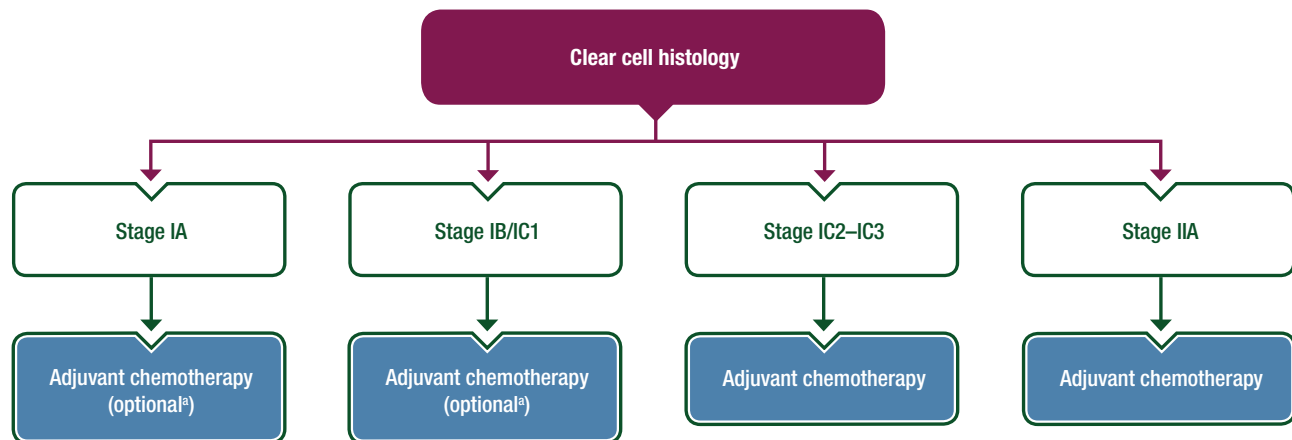 Clear cell histology
Stage IA
Stage IB/IC1
Stage IC2–IC3
Stage IIA
Adjuvant chemotherapy
(optionalª)
Adjuvant chemotherapy
(optionalª)
Adjuvant chemotherapy
Adjuvant chemotherapy